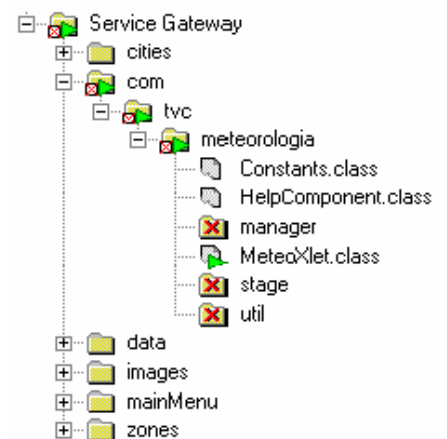 Service Gateway
cities
com
tvc
meteorologia
Constants.class
HelpComponent.class
manager
MeteoXlet.class
stage
util
data
images
mainMenu
zones